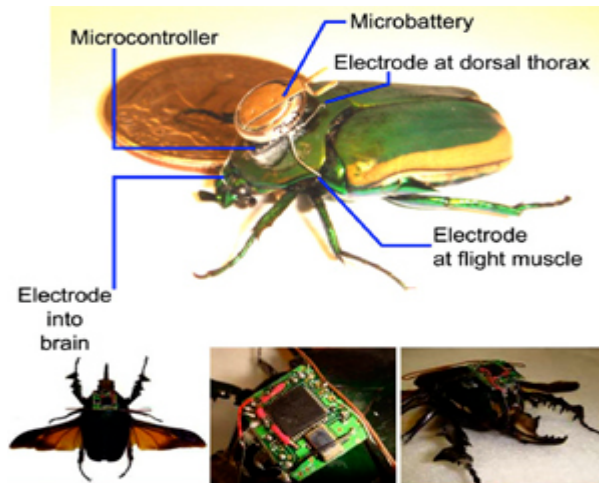 Microbattery
Microcontroller
Electrode at dorsal thorax
Electrode
at flight muscle
Electrode
into
brain